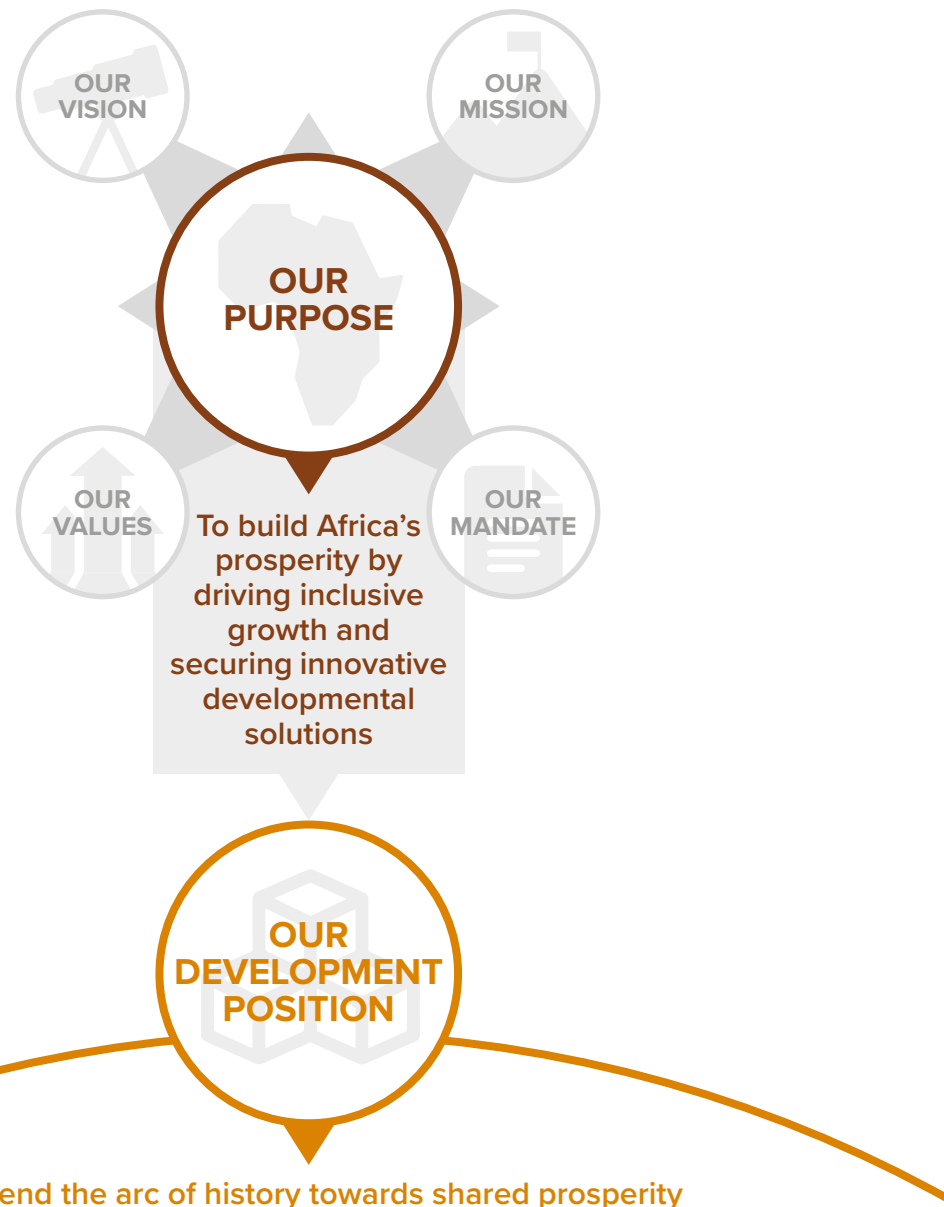 OUR
VISION
OUR
MISSION
OUR
PURPOSE
OUR
VALUES
OUR
MANDATE
To build Africa’s
prosperity by
driving inclusive
growth and
securing innovative
developmental
solutions
OUR
DEVELOPMENT
POSITION
the arc of history towards shared prosperity